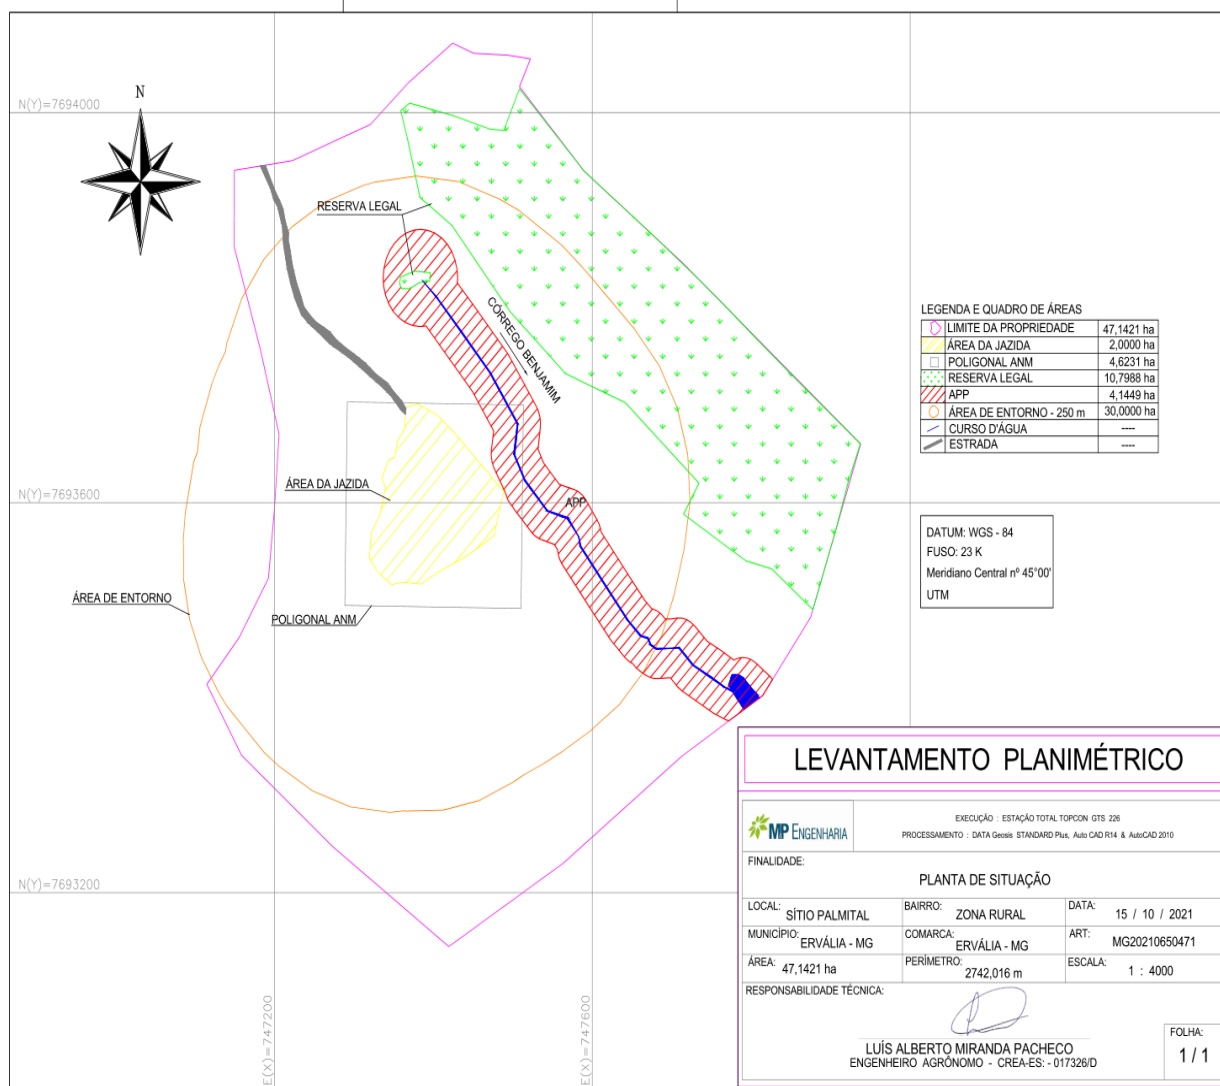 N(Y)=7694000
N
RESERVA LEGAL
CÓRREGO BENJAMIM
LEGENDA E QUADRO DE ÁREAS
LIMITE DA PROPRIEDADE 47,1421 ha
ÁREA DA JAZIDA 2,0000 ha
POLIGONAL ANM 4,6231 ha
RESERVA LEGAL 10,7988 ha
APP 4,1449 ha
ÁREA DE ENTORNO - 250 m 30,0000 ha
CURSO D'ÁGUA ----
ESTRADA ----
ÁREA DA JAZIDA
N(Y)=7693600
APP
DATUM: WGS - 84
FUSO: 23 K
Meridiano Central nº 45°00'
UTM
ÁREA DE ENTORNO
POLIGONAL ANM
N(Y)=7693200
E(X)=747200
E(X)=747600
LEVANTAMENTO PLANIMÉTRICO
MP ENGENHARIA
EXECUÇÃO : ESTAÇÃO TOTAL TOPCON GTS 226
PROCESSAMENTO : DATA Geosis STANDARD Plus, Auto CAD R14 & AutoCAD 2010
FINALIDADE:
PLANTA DE SITUAÇÃO
LOCAL: SÍTIO PALMITAL
BAIRRO: ZONA RURAL
DATA: 15 / 10 / 2021
MUNICÍPIO: ERVÁLIA - MG
COMARCA: ERVÁLIA - MG
ART: MG20210650471
ÁREA: 47,1421 ha
PERÍMETRO: 2742,016 m
ESCALA: 1 : 4000
RESPONSABILIDADE TÉCNICA:
LUÍS ALBERTO MIRANDA PACHECO
ENGENHEIRO AGRÔNOMO - CREA-ES: - 017326/D
FOLHA:
1 / 1